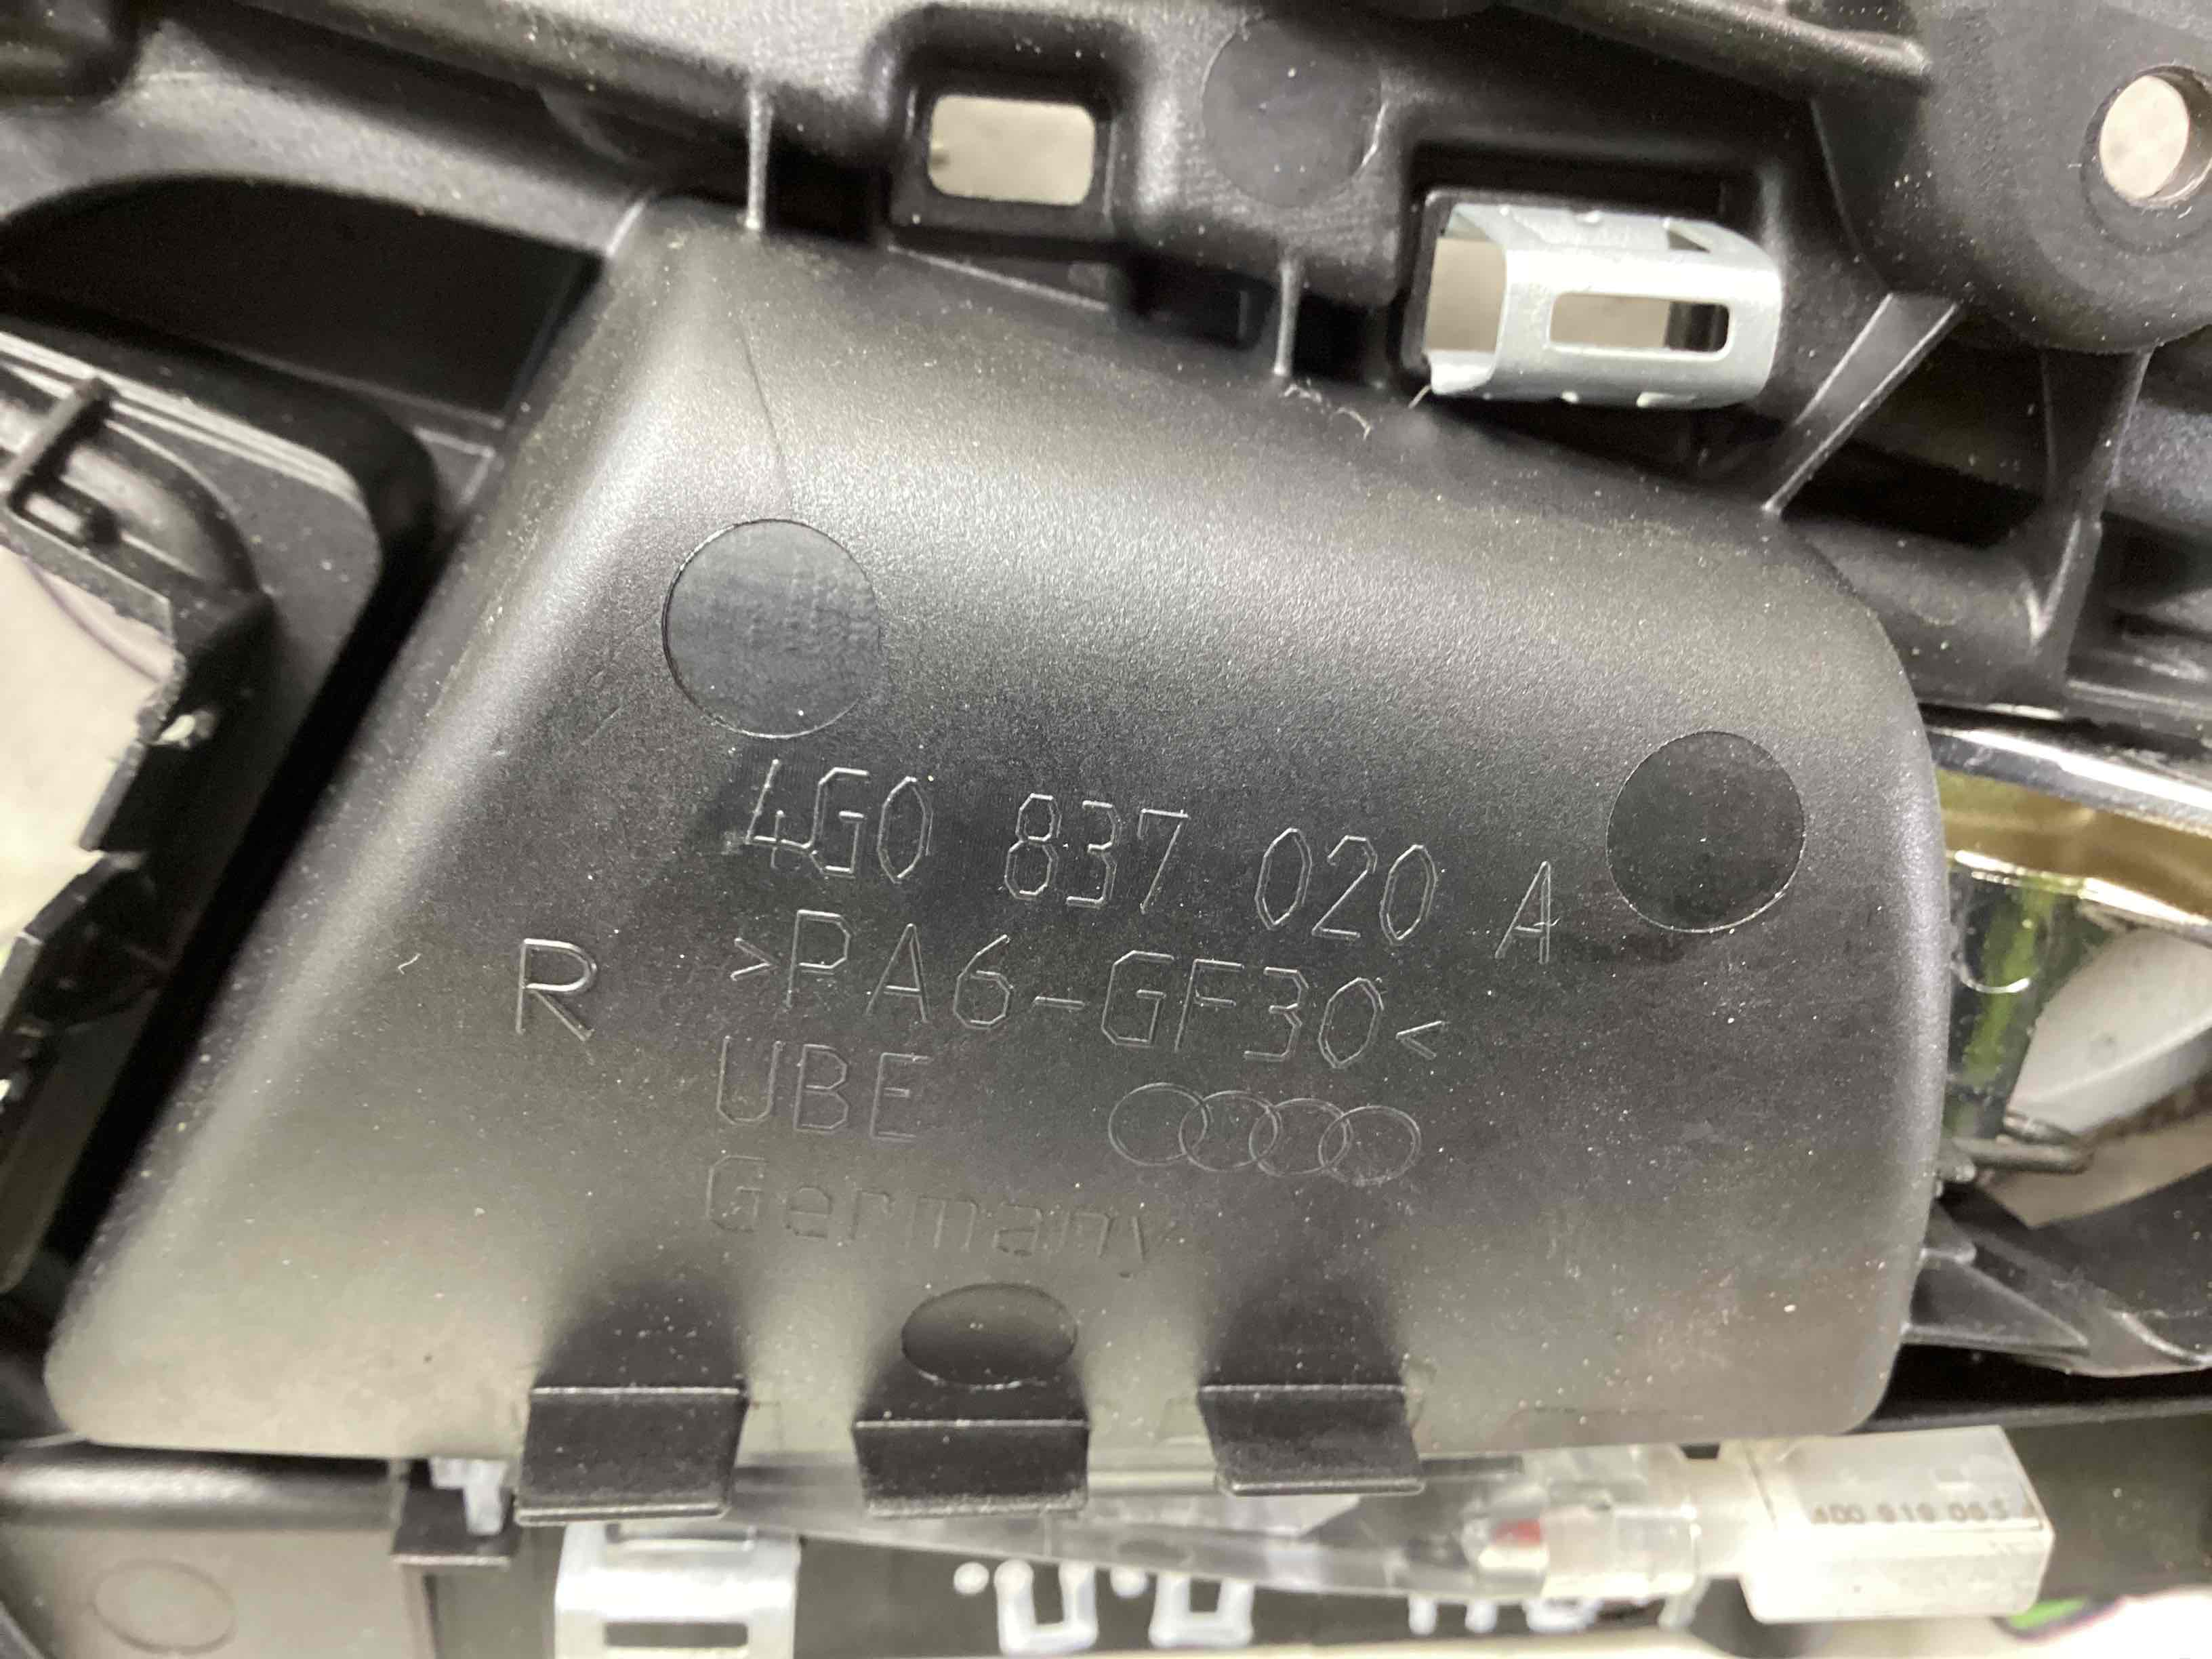 4G0 837 020 A
R >PA6-GF30<
UBE
Germany